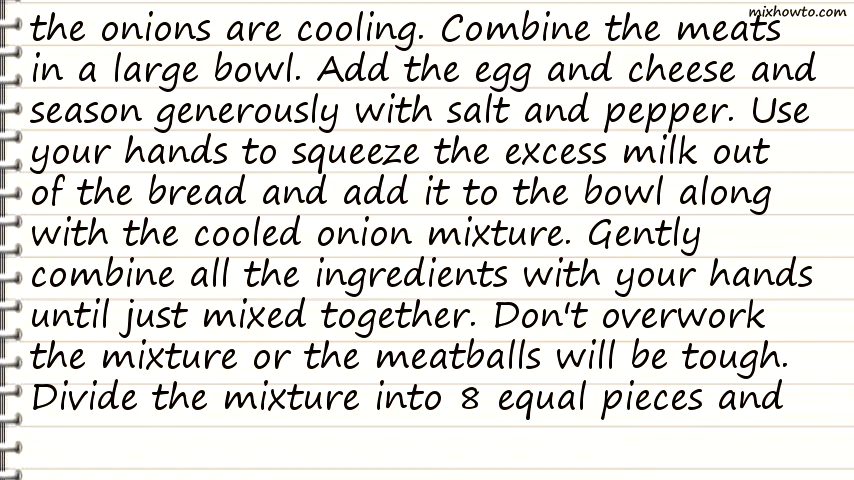 mixhowto.com
the onions are cooling. Combine the meats
in a large bowl. Add the egg and cheese and
season generously with salt and pepper. Use
your hands to squeeze the excess milk out
of the bread and add it to the bowl along
with the cooled onion mixture. Gently
combine all the ingredients with your hands
until just mixed together. Don't overwork
the mixture or the meatballs will be tough.
Divide the mixture into 8 equal pieces and